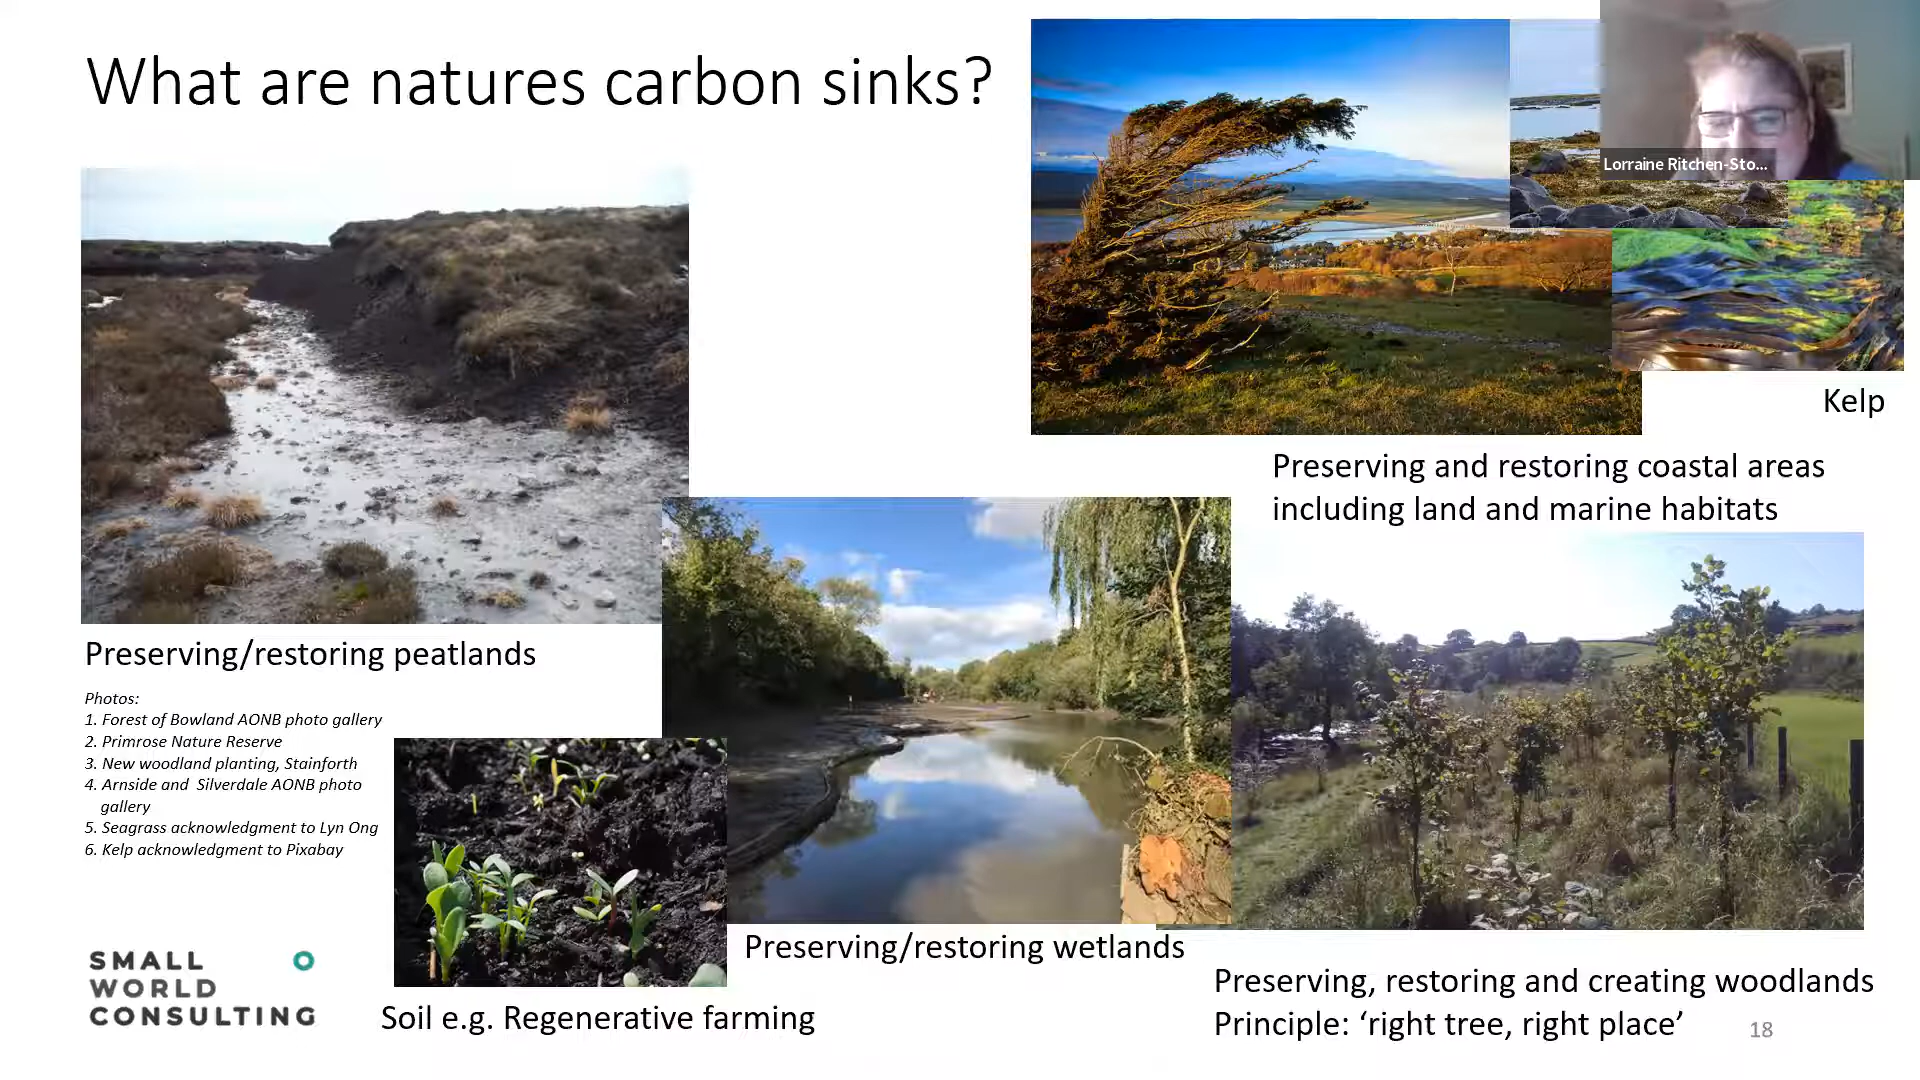 What are natures carbon sinks?
Lorraine Ritchen-Sto...
Kelp
Preserving and restoring coastal areas
including land and marine habitats
Preserving/restoring peatlands
Photos:
1. Forest of Bowland AONB photo gallery
2. Primrose Nature Reserve
3. New woodland planting, Stainforth
4. Arnside and Silverdale AONB photo
gallery
5. Seagrass acknowledgment to Lyn Ong
6. Kelp acknowledgment to Pixabay
Preserving/restoring wetlands
SMALL
WORLD
CONSULTING
Soil e.g. Regenerative farming
Preserving, restoring and creating woodlands
Principle: ‘right tree, right place’
18